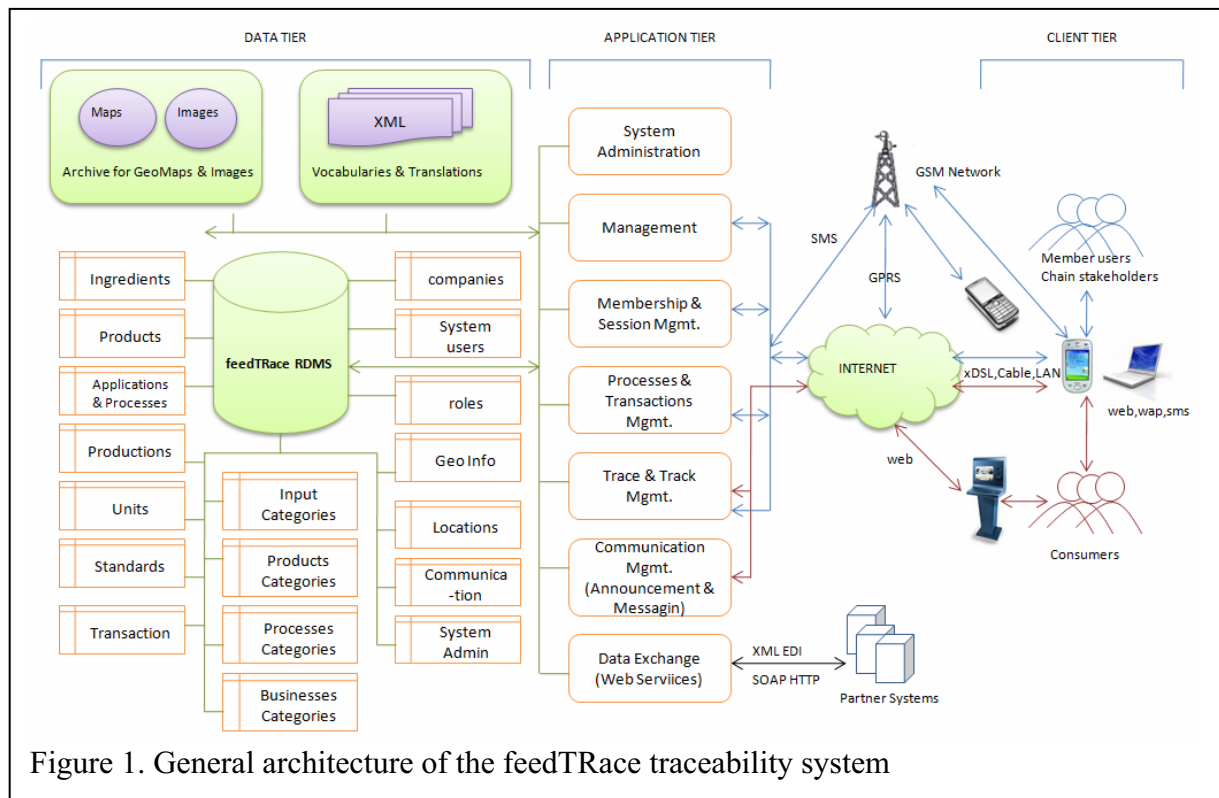 DATA TIER
APPLICATION TIER
CLIENT TIER
Maps
Images
Archive for GeoMaps & Images
XML
Vocabularies & Translations
Ingredients
Products
Applications
& Processes
Productions
Units
Standards
Transaction
feedTRace RDMS
Input
Categories
Products
Categories
Processes
Categories
Businesses
Categories
companies
System
users
roles
Geo Info
Locations
Communica
-tion
System
Admin
System
Administration
Management
Membership &
Session Mgmt.
Processes &
Transactions
Mgmt.
Trace & Track
Mgmt.
Communication
Mgmt.
(Announcement &
Messagin)
Data Exchange
(Web Serviices)
XML EDI
SOAP HTTP
Partner Systems
SMS
GPRS
GSM Network
INTERNET
xDSL,Cable,LAN
web
Member users
Chain stakeholders
web,wap,sms
Consumers
Figure 1. General architecture of the feedTRace traceability system